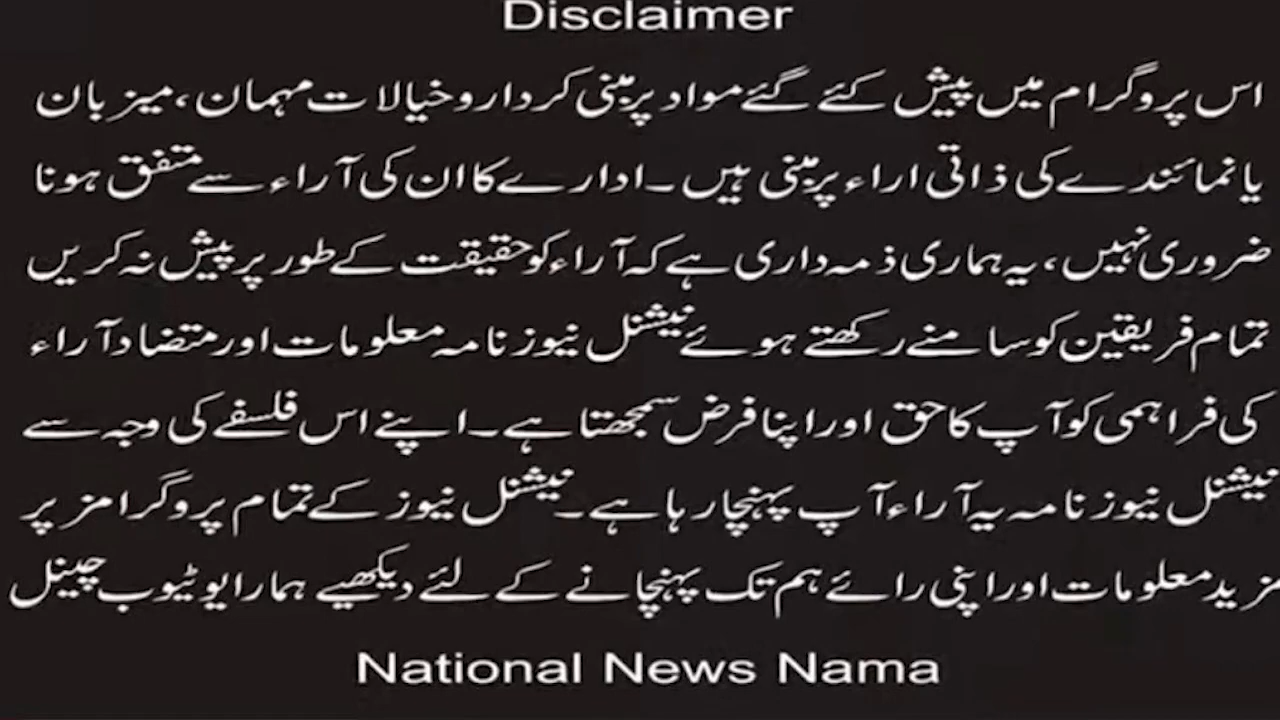 Disclaimer
اس پروگرام میں پیش کئے گئے مواد پر مبنی کردار و خیالات مہمان، میزبان
یا نمائندے کی ذاتی اراء پر مبنی ہیں۔ ادارے کا ان کی آراء سے متفق ہونا
ضروری نہیں، یہ ہماری ذمہ داری ہے کہ آراء کو حقیقت کے طور پر پیش نہ کریں
تمام فریقین کو سامنے رکھتے ہوئے نیشنل نیوز نامہ معلومات اور متضاد آراء
کی فراہمی کو آپ کا حق اور اپنا فرض سمجھتا ہے۔ اپنے اس فلسفے کی وجہ سے
نیشنل نیوز نامہ یہ آراء آپ پہنچا رہا ہے۔ نیشنل نیوز کے تمام پروگرامز پر
مزید معلومات اور اپنی رائے ہم تک پہنچانے کے لئے دیکھیے ہمارا یوٹیوب چینل
National News Nama